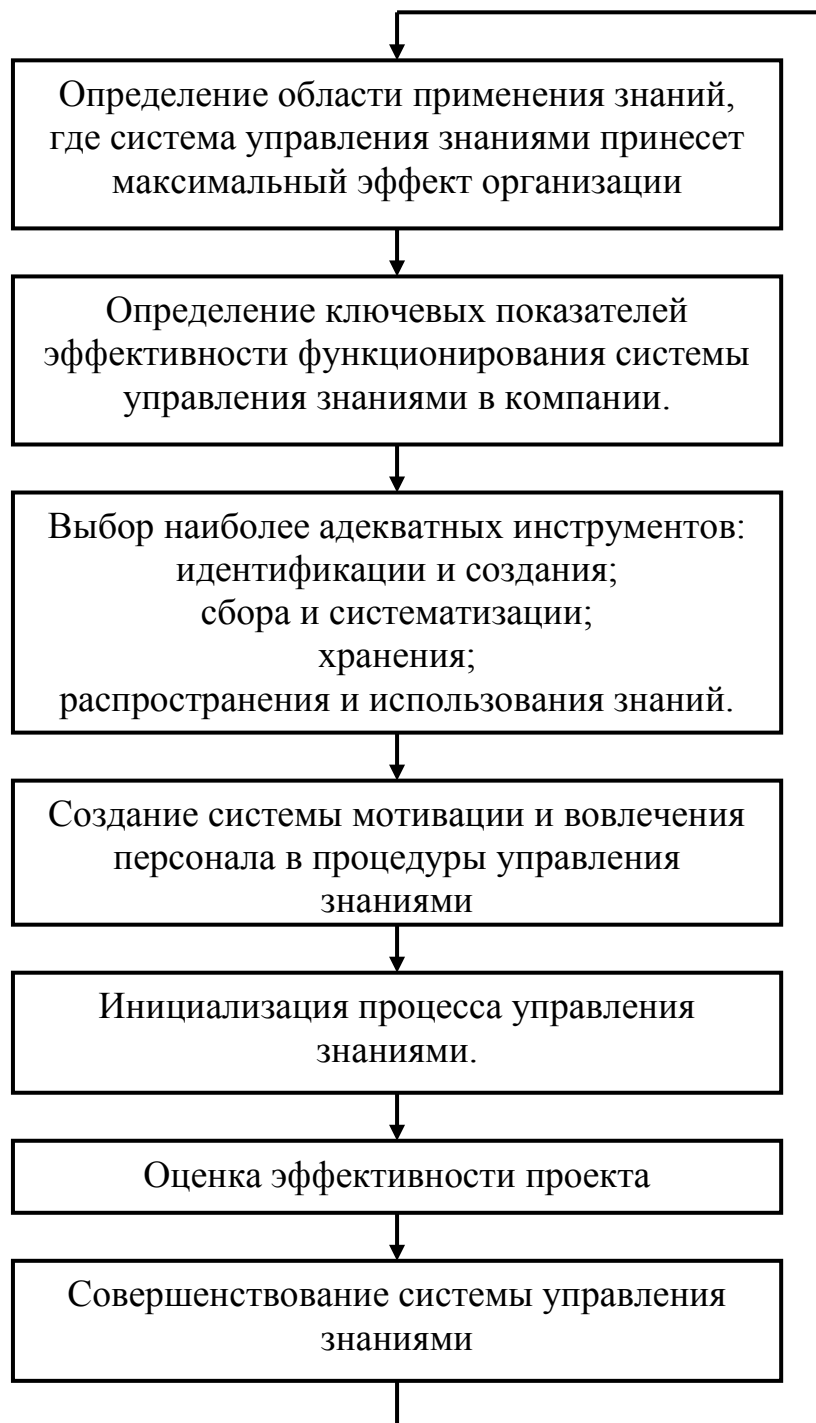 Определение области применения знаний,
где система управления знаниями принесет
максимальный эффект организации
Определение ключевых показателей
эффективности функционирования системы
управления знаниями в компании.
Выбор наиболее адекватных инструментов:
идентификации и создания;
сбора и систематизации;
хранения;
распространения и использования знаний.
Создание системы мотивации и вовлечения
персонала в процедуры управления
знаниями
Инициализация процесса управления
знаниями.
Оценка эффективности проекта
Совершенствование системы управления
знаниями